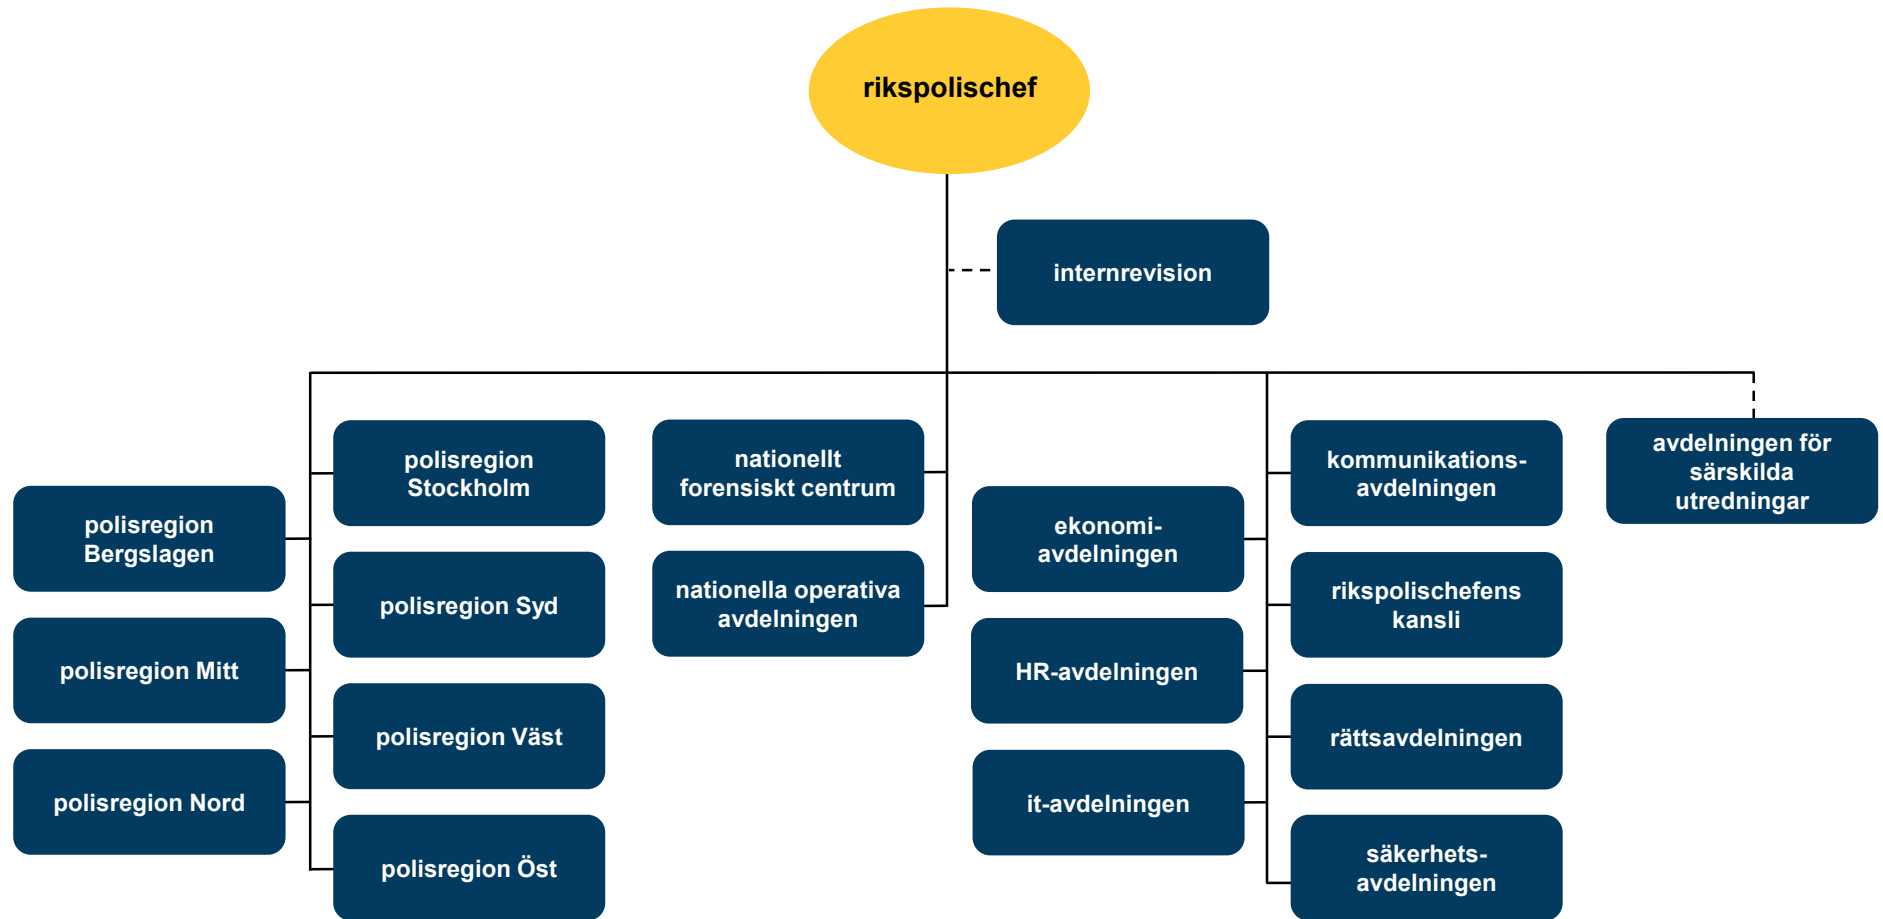 rikspolischef
internrevision
polisregion
Bergslagen
polisregion Mitt
polisregion Nord
polisregion
Stockholm
polisregion Syd
polisregion Väst
polisregion Öst
nationellt
forensiskt centrum
nationella operativa
avdelningen
ekonomi-
avdelningen
HR-avdelningen
it-avdelningen
kommunikations-
avdelningen
rikspolischefens
kansli
rättsavdelningen
säkerhets-
avdelningen
avdelningen för
särskilda
utredningar